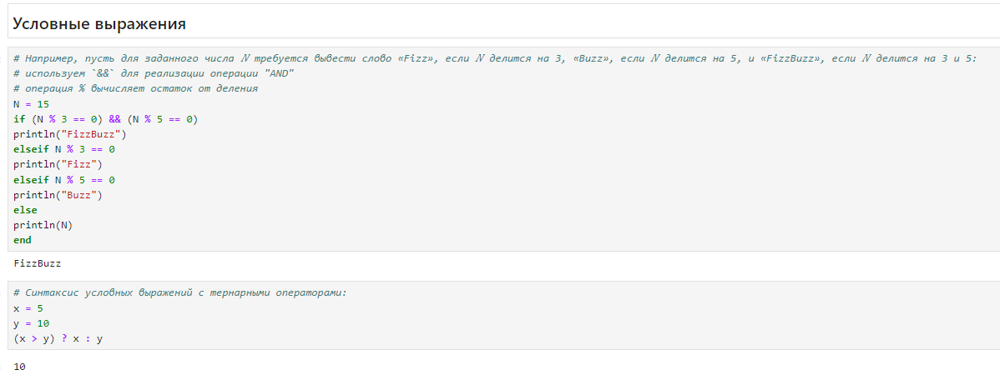 Условные выражения
# Например, пусть для заданного числа N требуется вывести слово «Fizz», если N делится на 3, «Buzz», если N делится на 5, и «FizzBuzz», если N делится на 3 и 5:
# используем `&&` для реализации операции "AND"
# операция % вычисляет остаток от деления
N = 15
if (N % 3 == 0) && (N % 5 == 0)
println("FizzBuzz")
elseif N % 3 == 0
println("Fizz")
elseif N % 5 == 0
println("Buzz")
else
println(N)
end
FizzBuzz
# Синтаксис условных выражений с тернарными операторами:
x = 5
y = 10
(x > y) ? x : y
10